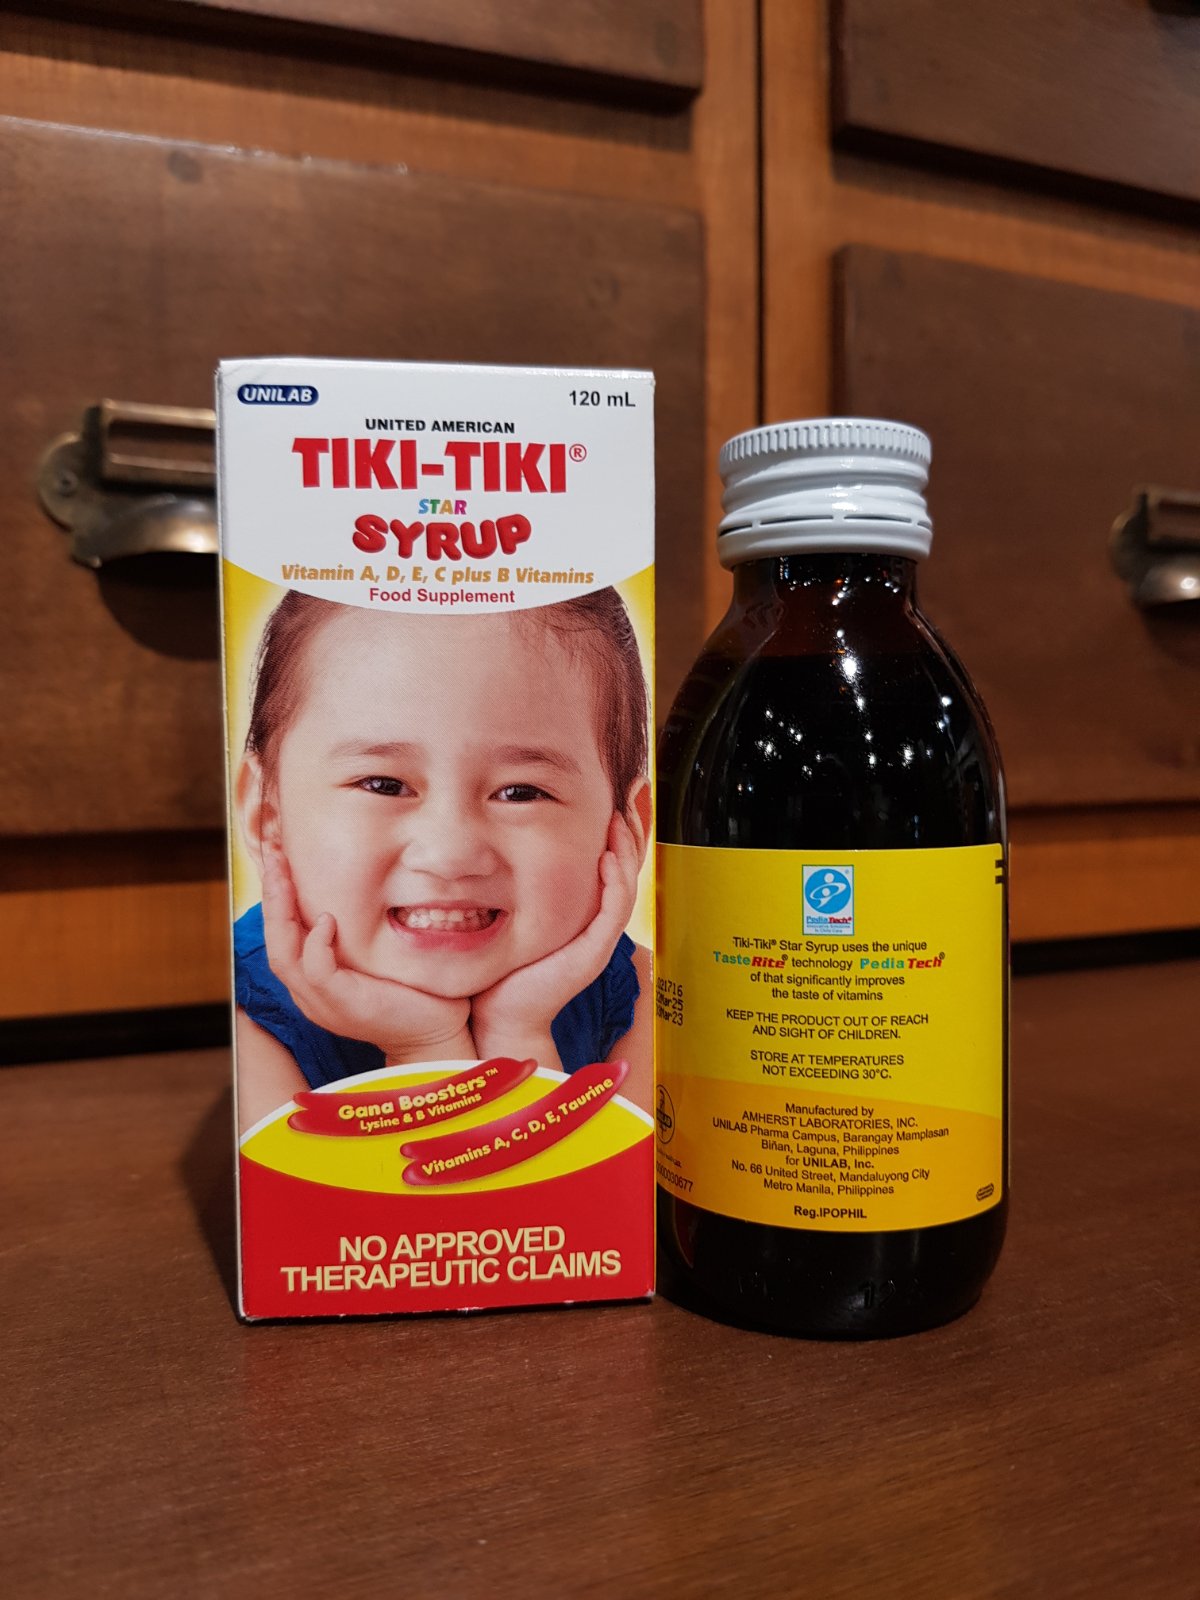 UNILAB
120 mL
UNITED AMERICAN
TIKI-TIKI®
STAR
SYRUP
Vitamin A, D, E, C plus B Vitamins
Food Supplement
Gana Boosters™
Lysine & B Vitamins
Vitamins A, C, D, E, Taurine
NO APPROVED
THERAPEUTIC CLAIMS
PediaTech®
Tiki-Tiki® Star Syrup uses the unique
TasteRite® technology PediaTech®
of that significantly improves
the taste of vitamins
KEEP THE PRODUCT OUT OF REACH
AND SIGHT OF CHILDREN.
STORE AT TEMPERATURES
NOT EXCEEDING 30°C.
Manufactured by
AMHERST LABORATORIES, INC.
UNILAB Pharma Campus, Barangay Mamplasan
Biñan, Laguna, Philippines
for UNILAB, Inc.
No. 66 United Street, Mandaluyong City
Metro Manila, Philippines
Reg.IPOPHIL
021716
Mar25
Mar23